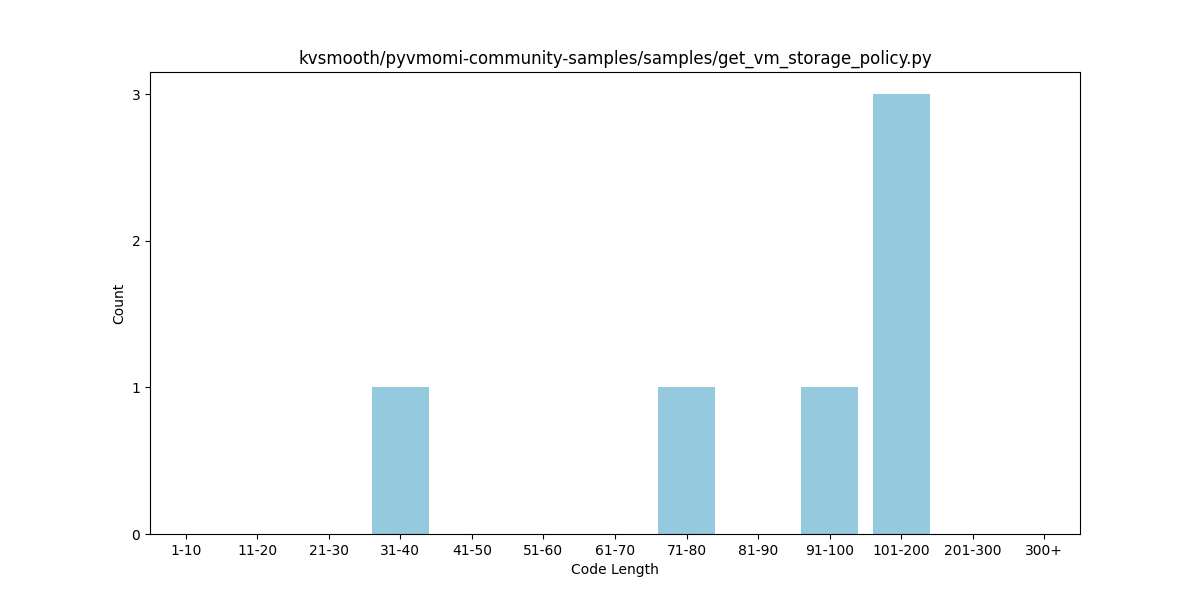 kvsmooth/pyvmomi-community-samples/samples/get_vm_storage_policy.py
3
2
1
0
Count
1-10 11-20 21-30 31-40 41-50 51-60 61-70 71-80 81-90 91-100 101-200 201-300 300+
Code Length